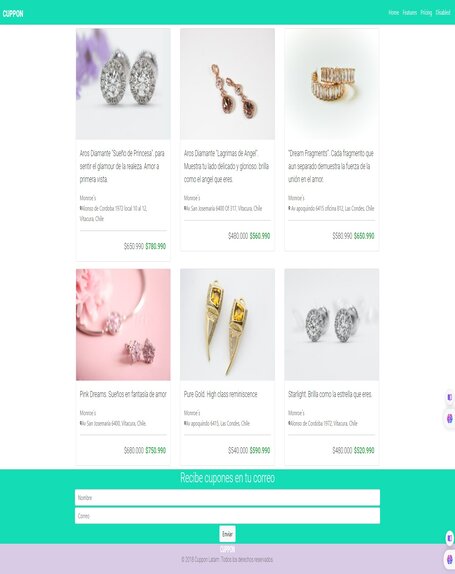 CUPPON
Home Features Pricing Disabled
Aros Diamante "Sueño de Princesa". para
sentir el glamour de la realeza. Amor a
primera vista.
Monroe's
Alonso de Cordoba 1972 local 10 al 12,
Vitacura, Chile
$650.990 $780.990
Aros Diamante "Lagrimas de Angel".
Muestra tu lado delicado y glorioso. brilla
como el angel que eres.
Monroe's
Av. San Josemaría 6400 Of 317, Vitacura, Chile
$480.000 $560.990
"Dream Fragments". Cada fragmento que
aun separado demuestra la fuerza de la
unión en el amor.
Monroe's
Av. apoquindo 6415 oficina 812, Las Condes, Chile.
$580.990 $650.990
Pink Dreams. Sueños en fantasía de amor
Monroe's
Av. San Josemaría 6400, Vitacura, Chile.
$680.000 $750.990
Pure Gold. High class reminiscence
Monroe's
Av apoquindo 6415, Las Condes, Chile.
$540.000 $590.990
Starlight. Brilla como la estrella que eres.
Monroe's
Alonso de Cordoba 1972, Vitacura, Chile.
$480.000 $520.990
Recibe cupones en tu correo
Nombre
Correo
Enviar
CUPPON
© 2018 Cuppon Latam. Todos los derechos reservados